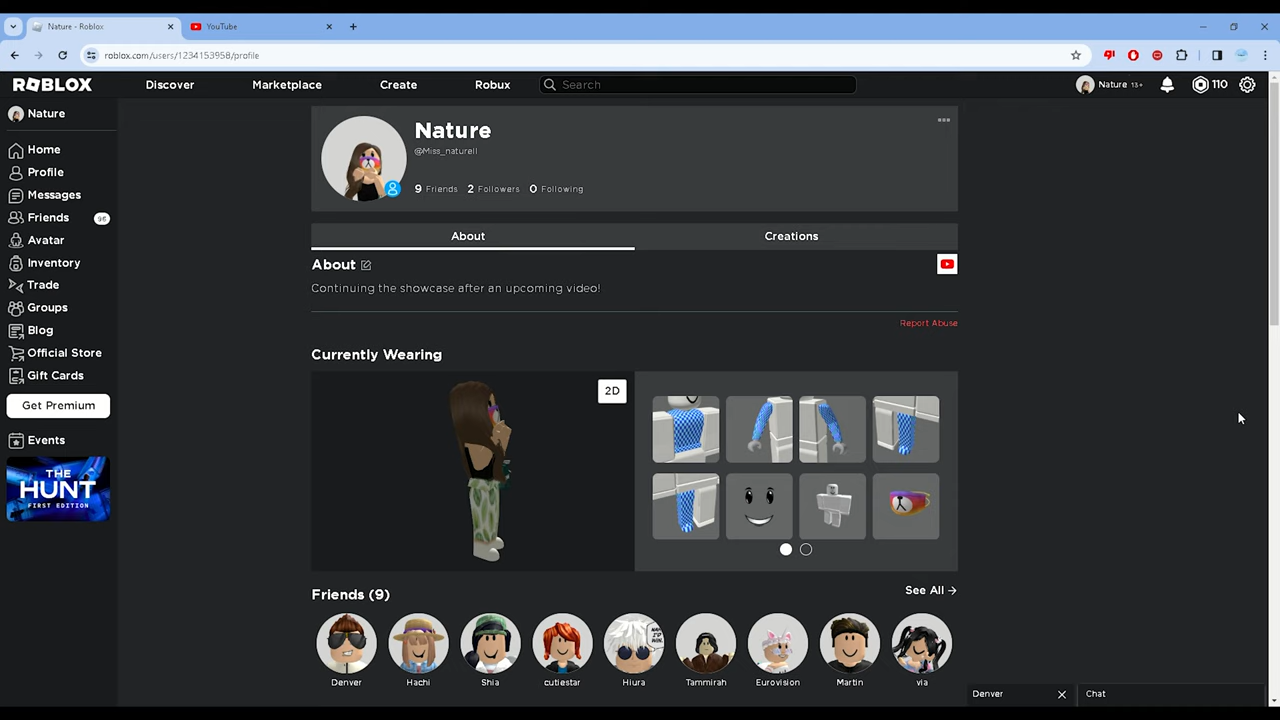 Nature - Roblox
YouTube
roblox.com/users/1234153958/profile
ROBLOX
Discover
Marketplace
Create
Robux
Search
Nature 13+
110
Nature
Home
Profile
Messages
Friends
Avatar
Inventory
Trade
Groups
Blog
Official Store
Gift Cards
Get Premium
Events
THE
HUNT
FIRST EDITION
Nature
@Miss_naturell
9 Friends 2 Followers 0 Following
About
Creations
About
Continuing the showcase after an upcoming video!
Report Abuse
Currently Wearing
2D
Friends (9)
See All
Denver
Hachi
Shia
cutiestar
Hiura
Tammirah
Eurovision
Martin
via
Denver
Chat